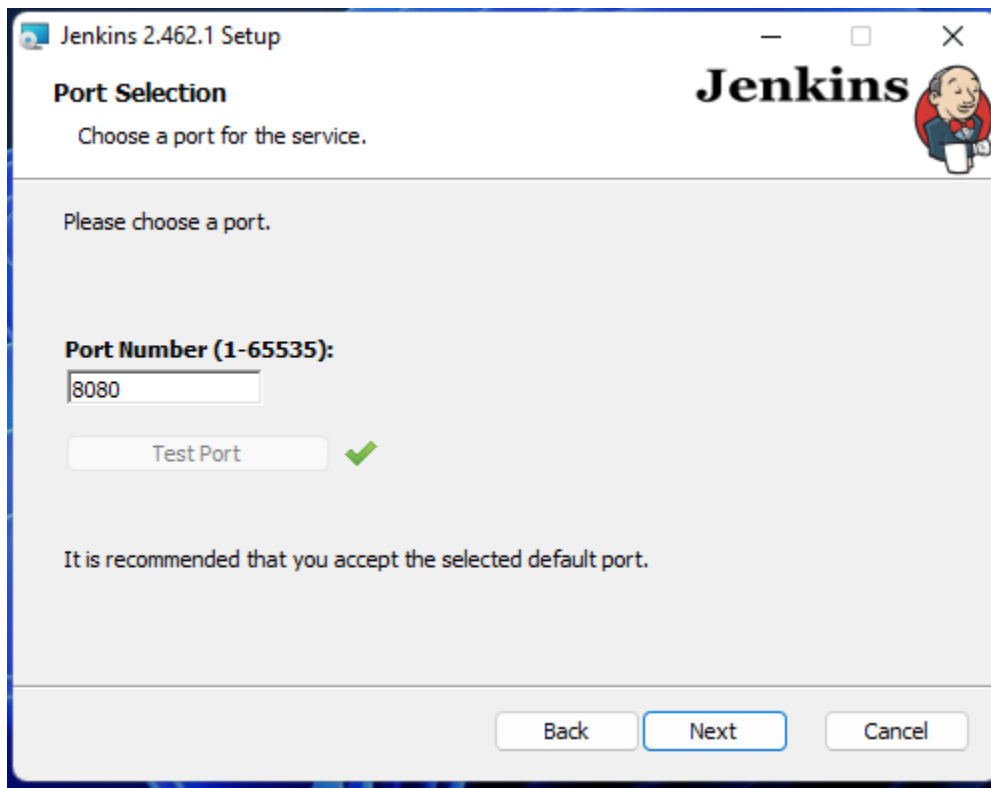 Jenkins 2.462.1 Setup
Port Selection
Jenkins
Choose a port for the service.
Please choose a port.
Port Number (1-65535):
8080
Test Port
It is recommended that you accept the selected default port.
Back Next Cancel